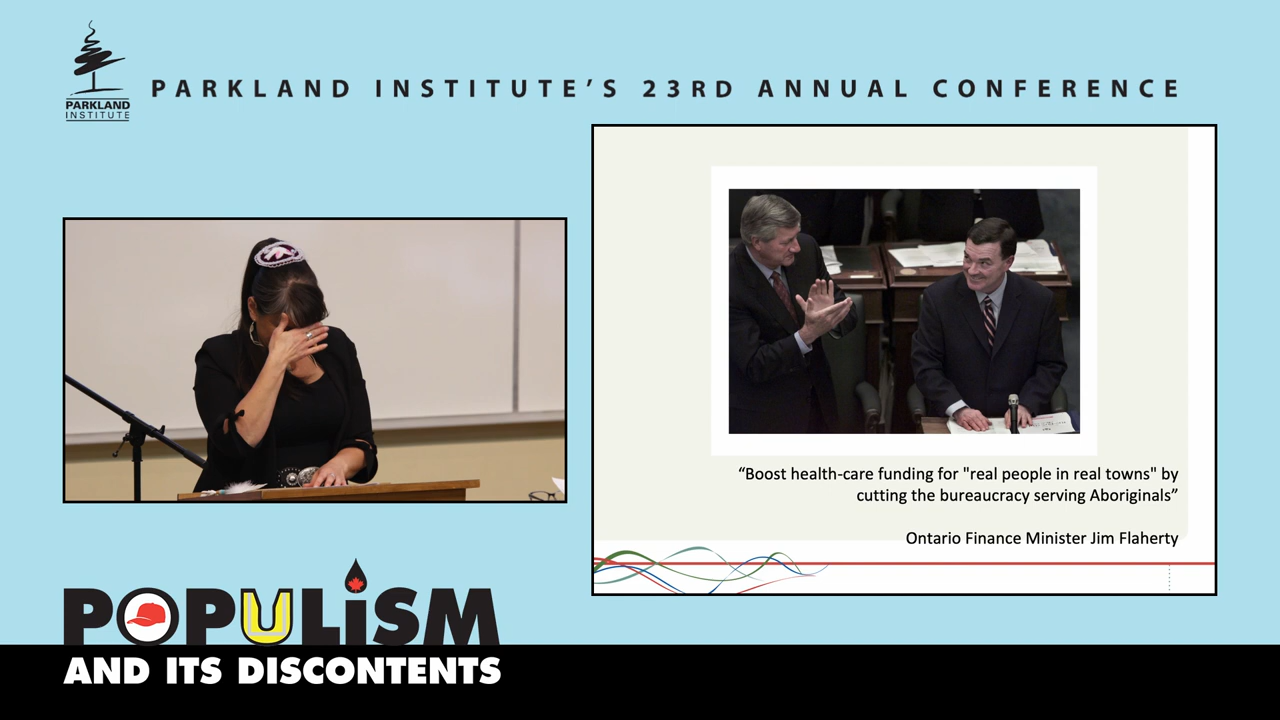 PARKLAND
INSTITUTE
PARKLAND INSTITUTE'S 23RD ANNUAL CONFERENCE
“Boost health-care funding for "real people in real towns" by
cutting the bureaucracy serving Aboriginals”
Ontario Finance Minister Jim Flaherty
POPULiSM
AND ITS DISCONTENTS